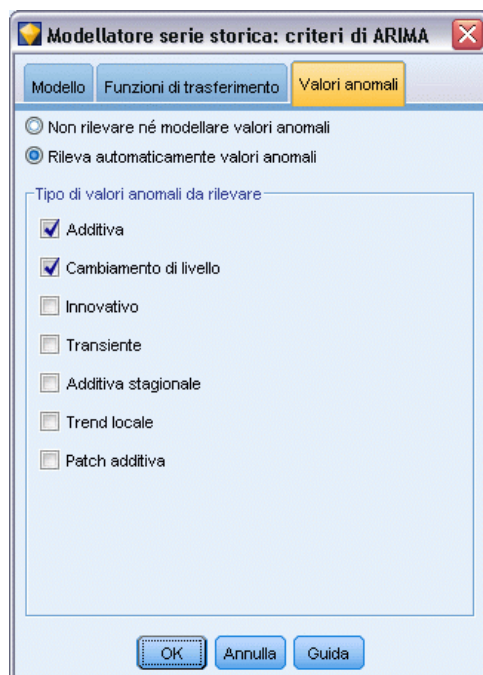 Modellatore serie storica: criteri di ARIMA
Modello Funzioni di trasferimento Valori anomali
Non rilevare né modellare valori anomali
Rileva automaticamente valori anomali
Tipo di valori anomali da rilevare
Additiva
Cambiamento di livello
Innovativo
Transiente
Additiva stagionale
Trend locale
Patch additiva
OK Annulla Guida